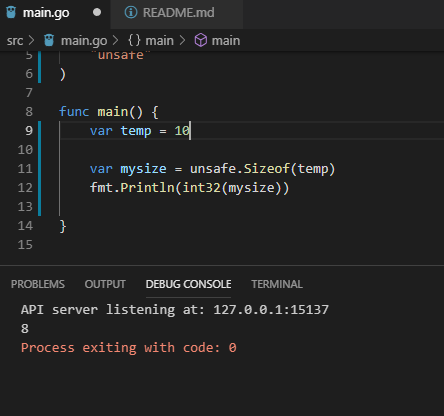 main.go README.md
src > main.go > {} main > main
5 "unsafe"
6 )
7
8 func main() {
9 var temp = 10
10
11 var mysize = unsafe.Sizeof(temp)
12 fmt.Println(int32(mysize))
13
14 }
15
PROBLEMS OUTPUT DEBUG CONSOLE TERMINAL
API server listening at: 127.0.0.1:15137
8
Process exiting with code: 0